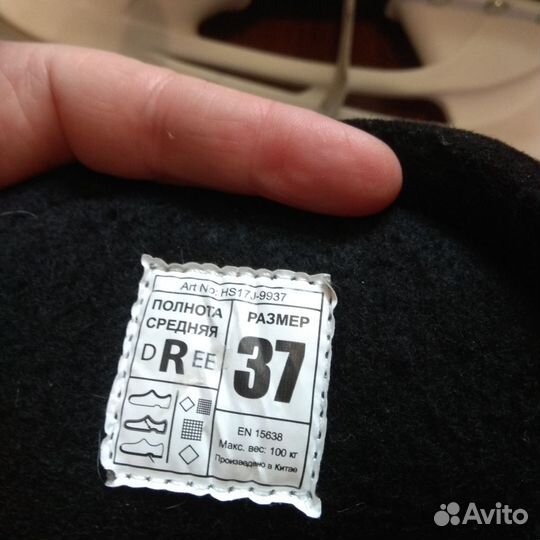 Art No: HS17J-9937
ПОЛНОТА
СРЕДНЯЯ
D R EE
РАЗМЕР
37
EN 15638
Макс. вес: 100 кг
Произведено в Китае
Avito